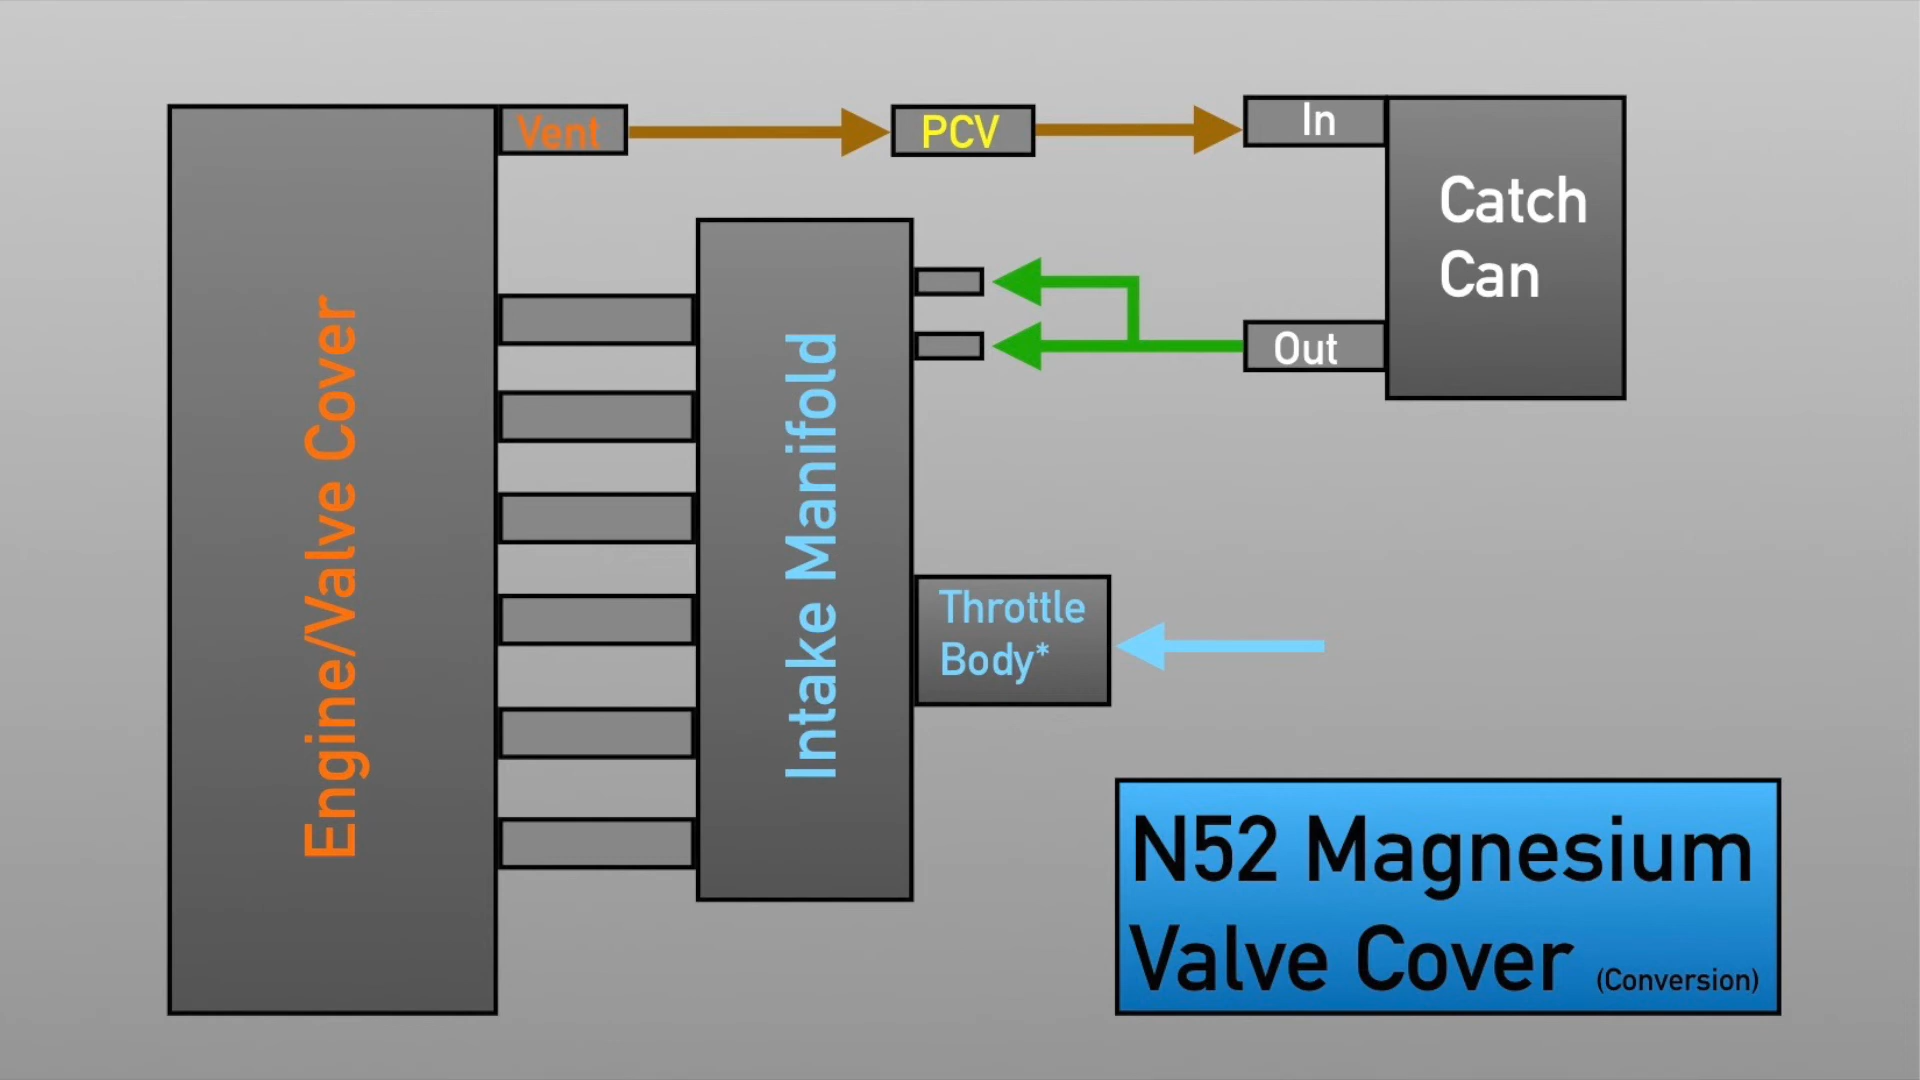 Vent
PCV
In
Catch
Can
Out
Engine/Valve Cover
Intake Manifold
Throttle
Body*
N52 Magnesium
Valve Cover (Conversion)